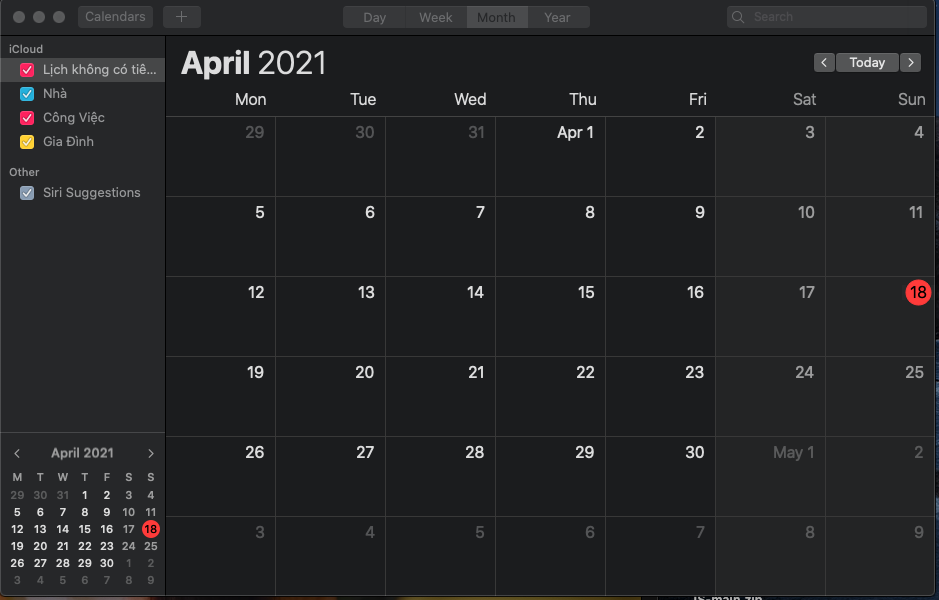 Calendars + Day Week Month Year Search
iCloud
Lịch không có tiê...
Nhà
Công Việc
Gia Đình
Other
Siri Suggestions
April 2021
M T W T F S S
29 30 31 1 2 3 4
5 6 7 8 9 10 11
12 13 14 15 16 17 18
19 20 21 22 23 24 25
26 27 28 29 30 1 2
3 4 5 6 7 8 9
April 2021 Today
Mon Tue Wed Thu Fri Sat Sun
29 30 31 Apr 1 2 3 4
5 6 7 8 9 10 11
12 13 14 15 16 17 18
19 20 21 22 23 24 25
26 27 28 29 30 May 1 2
3 4 5 6 7 8 9